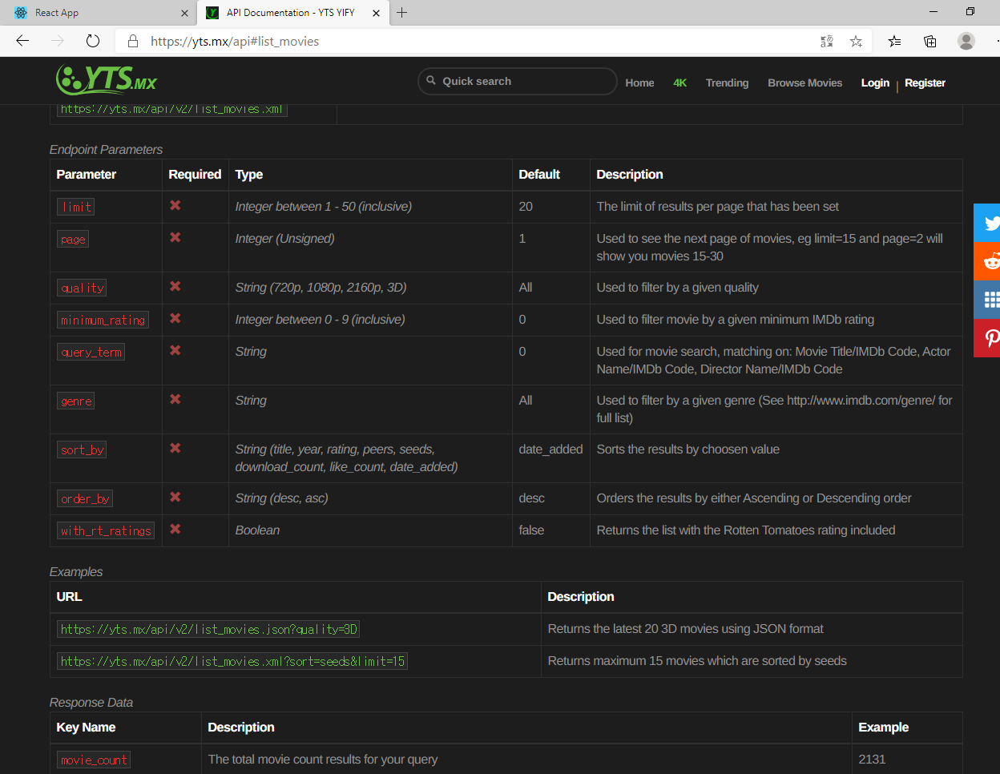 React App
API Documentation - YTS YIFY
https://yts.mx/api#list_movies
YTS.MX
Quick search
Home
4K
Trending
Browse Movies
Login | Register
https://yts.mx/api/v2/list_movies.xml
Endpoint Parameters
Parameter Required Type Default Description
limit Integer between 1 - 50 (inclusive) 20 The limit of results per page that has been set
page Integer (Unsigned) 1 Used to see the next page of movies, eg limit=15 and page=2 will
show you movies 15-30
quality String (720p, 1080p, 2160p, 3D) All Used to filter by a given quality
minimum_rating Integer between 0 - 9 (inclusive) 0 Used to filter movie by a given minimum IMDb rating
query_term String 0 Used for movie search, matching on: Movie Title/IMDb Code, Actor
Name/IMDb Code, Director Name/IMDb Code
genre String All Used to filter by a given genre (See http://www.imdb.com/genre/ for
full list)
sort_by String (title, year, rating, peers, seeds, date_added Sorts the results by choosen value
download_count, like_count, date_added)
order_by String (desc, asc) desc Orders the results by either Ascending or Descending order
with_rt_ratings Boolean false Returns the list with the Rotten Tomatoes rating included
Examples
URL Description
https://yts.mx/api/v2/list_movies.json?quality=3D Returns the latest 20 3D movies using JSON format
https://yts.mx/api/v2/list_movies.xml?sort=seeds&limit=15 Returns maximum 15 movies which are sorted by seeds
Response Data
Key Name Description Example
movie_count The total movie count results for your query 2131